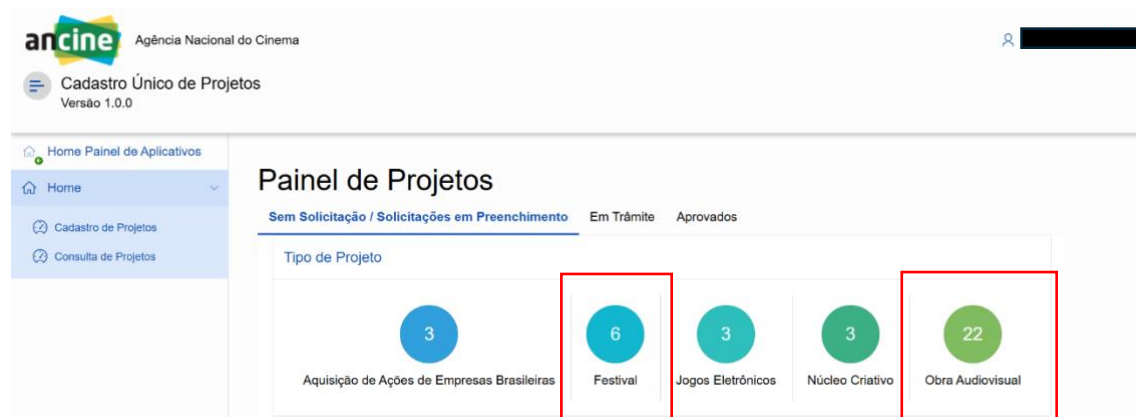 ancine Agência Nacional do Cinema
Cadastro Único de Projetos
Versão 1.0.0
Home Painel de Aplicativos
Home
Cadastro de Projetos
Consulta de Projetos
Painel de Projetos
Sem Solicitação / Solicitações em Preenchimento Em Trâmite Aprovados
Tipo de Projeto
3 6 3 3 22
Aquisição de Ações de Empresas Brasileiras Festival Jogos Eletrônicos Núcleo Criativo Obra Audiovisual